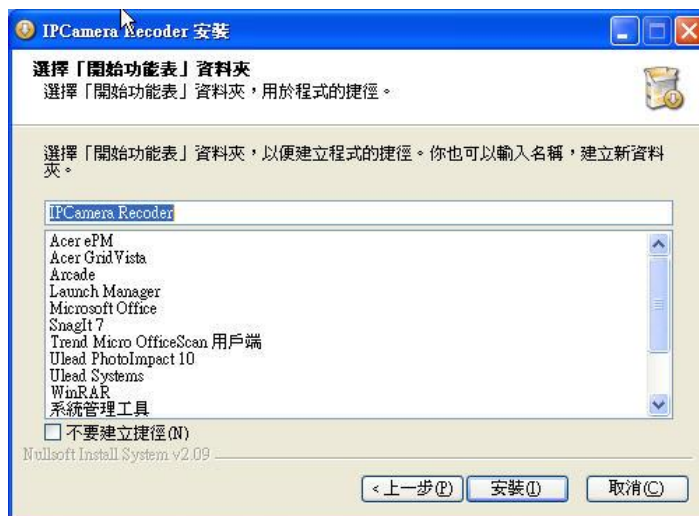 IPCamera Recoder 安裝
選擇「開始功能表」資料夾
選擇「開始功能表」資料夾，用於程式的捷徑。
選擇「開始功能表」資料夾，以便建立程式的捷徑。你也可以輸入名稱，建立新資料
夾。
IPCamera Recoder
Acer ePM
Acer GridVista
Arcade
Launch Manager
Microsoft Office
SnagIt 7
Trend Micro OfficeScan 用戶端
Ulead PhotoImpact 10
Ulead Systems
WinRAR
系統管理工具
不要建立捷徑(N)
Nullsoft Install System v2.09
<上一步(P) 安裝(I) 取消(C)